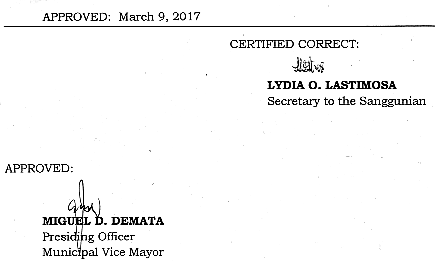 APPROVED: March 9, 2017
CERTIFIED CORRECT:
LYDIA O. LASTIMOSA
Secretary to the Sanggunian
APPROVED:
MIGUEL D. DEMATA
Presiding Officer
Municipal Vice Mayor